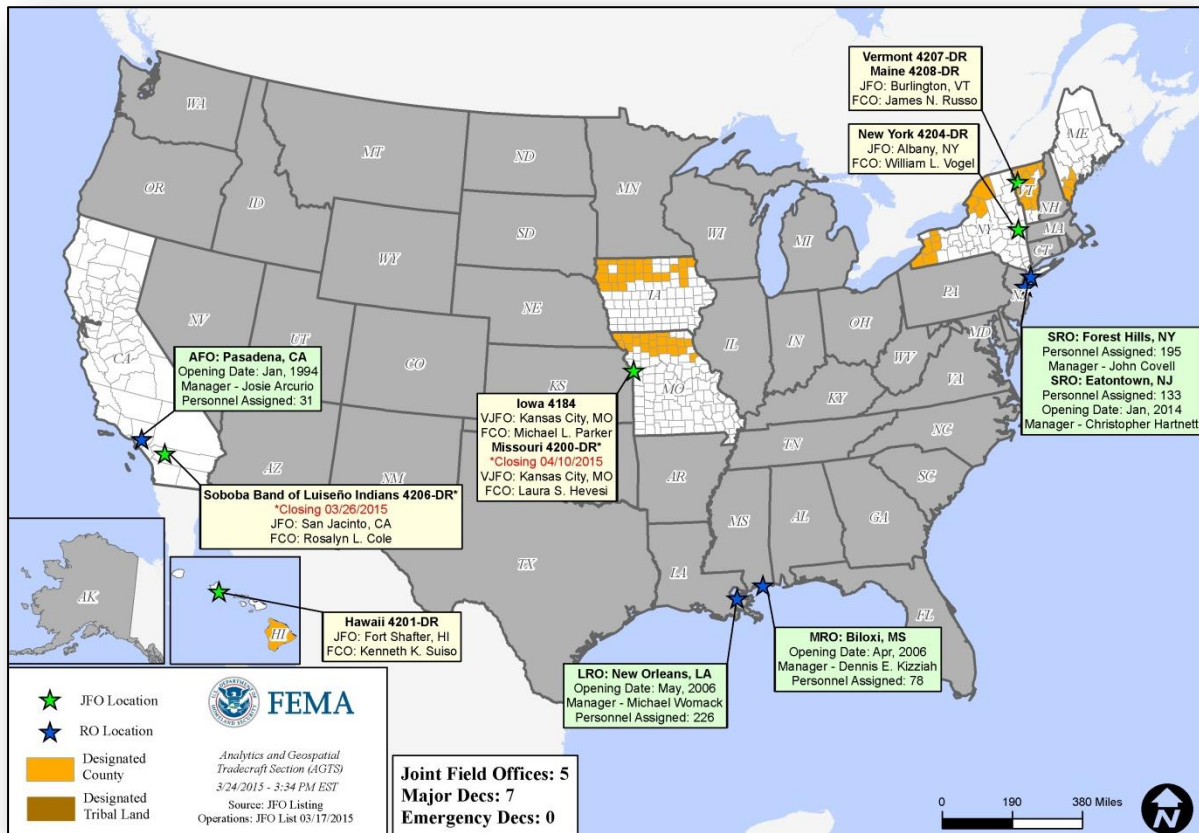 Vermont 4207-DR
Maine 4208-DR
JFO: Burlington, VT
FCO: James N. Russo
New York 4204-DR
JFO: Albany, NY
FCO: William L. Vogel
WA
MT
ND
MN
ME
OR
ID
SD
WI
MI
VT
NH
NY
MA
CT
WY
NE
IA
PA
NJ
NV
UT
CO
IL
IN
OH
MD
CA
KS
MO
WV
VA
KY
SRO: Forest Hills, NY
Personnel Assigned: 195
Manager - John Covell
SRO: Eatontown, NJ
Personnel Assigned: 133
Opening Date: Jan, 2014
Manager - Christopher Hartnett
AFO: Pasadena, CA
Opening Date: Jan, 1994
Manager - Josie Arcurio
Personnel Assigned: 31
Iowa 4184
VJFO: Kansas City, MO
FCO: Michael L. Parker
Missouri 4200-DR*
*Closing 04/10/2015
VJFO: Kansas City, MO
FCO: Laura S. Hevesi
AZ
NM
AR
TN
NC
SC
Soboba Band of Luiseño Indians 4206-DR*
*Closing 03/26/2015
JFO: San Jacinto, CA
FCO: Rosalyn L. Cole
TX
LA
MS
AL
GA
FL
AK
HI
Hawaii 4201-DR
JFO: Fort Shafter, HI
FCO: Kenneth K. Suiso
LRO: New Orleans, LA
Opening Date: May, 2006
Manager - Michael Womack
Personnel Assigned: 226
MRO: Biloxi, MS
Opening Date: Apr, 2006
Manager - Dennis E. Kizziah
Personnel Assigned: 78
JFO Location
RO Location
Designated
County
Designated
Tribal Land
FEMA
Analytics and Geospatial
Tradecraft Section (AGTS)
3/24/2015 - 3:34 PM EST
Source: JFO Listing
Operations: JFO List 03/17/2015
Joint Field Offices: 5
Major Decs: 7
Emergency Decs: 0
0 190 380 Miles
N